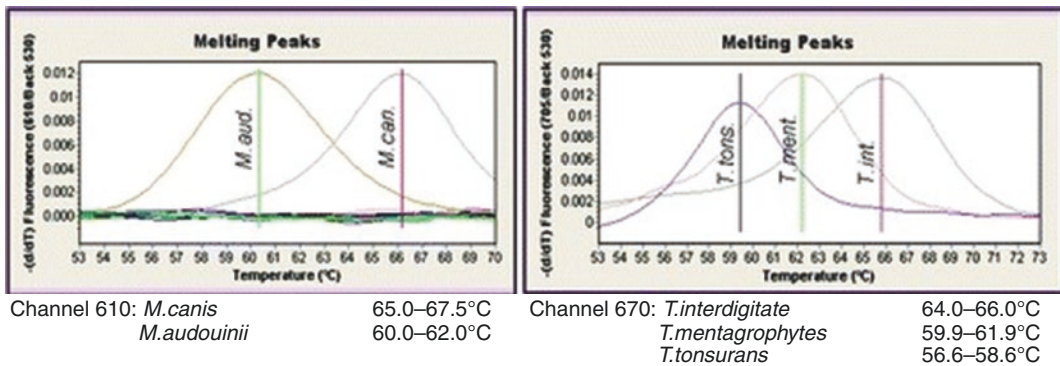 Melting Peaks
-(d/dT) Fluorescence (610/Back 530)
0.012
0.01
0.008
0.006
0.004
0.002
0.000
M.aud.
M.can.
53 54 55 56 57 58 59 60 61 62 63 64 65 66 67 68 69 70
Temperature (°C)
Channel 610: M.canis 65.0–67.5°C
M.audouinii 60.0–62.0°C
Melting Peaks
-(d/dT) Fluorescence (705/Back 530)
0.014
0.012
0.01
0.008
0.006
0.004
0.002
0
T.tons.
T.ment.
T.int.
53 54 55 56 57 58 59 60 61 62 63 64 65 66 67 68 69 70 71 72 73
Temperature (°C)
Channel 670: T.interdigitate 64.0–66.0°C
T.mentagrophytes 59.9–61.9°C
T.tonsurans 56.6–58.6°C